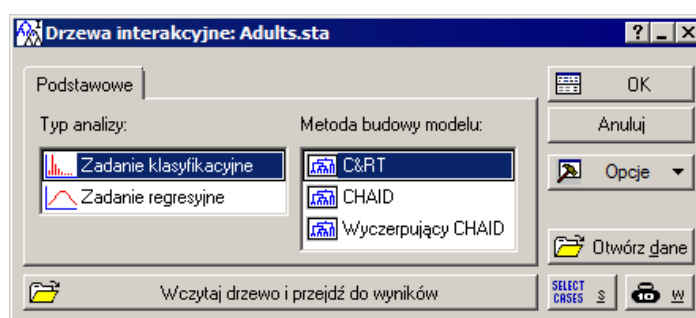 Drzewa interakcyjne: Adults.sta
Podstawowe
Typ analizy:
Zadanie klasyfikacyjne
Zadanie regresyjne
Metoda budowy modelu:
C&RT
CHAID
Wyczerpujący CHAID
Wczytaj drzewo i przejdź do wyników
OK
Anuluj
Opcje
Otwórz dane
SELECT CASES S
W